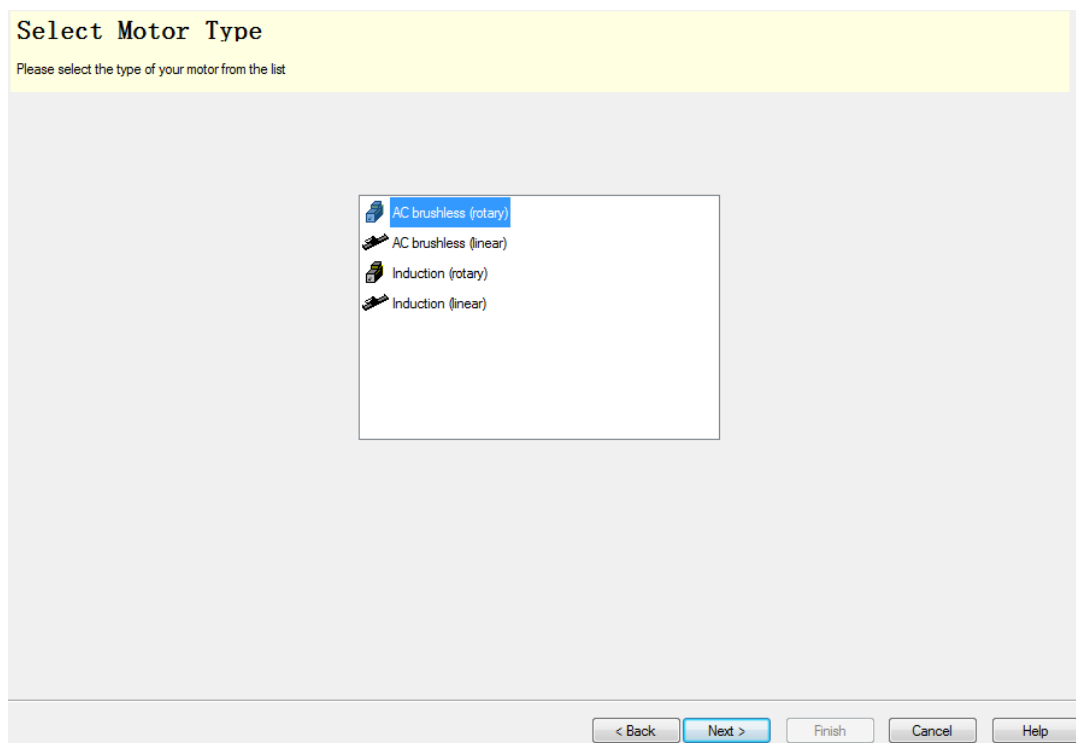 Select Motor Type
Please select the type of your motor from the list
AC brushless (rotary)
AC brushless (linear)
Induction (rotary)
Induction (linear)
< Back Next > Finish Cancel Help